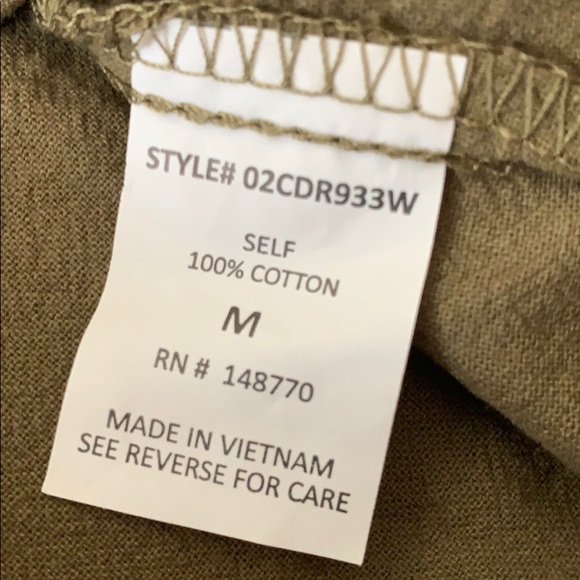 STYLE# 02CDR933W
SELF
100% COTTON
M
RN # 148770
MADE IN VIETNAM
SEE REVERSE FOR CARE